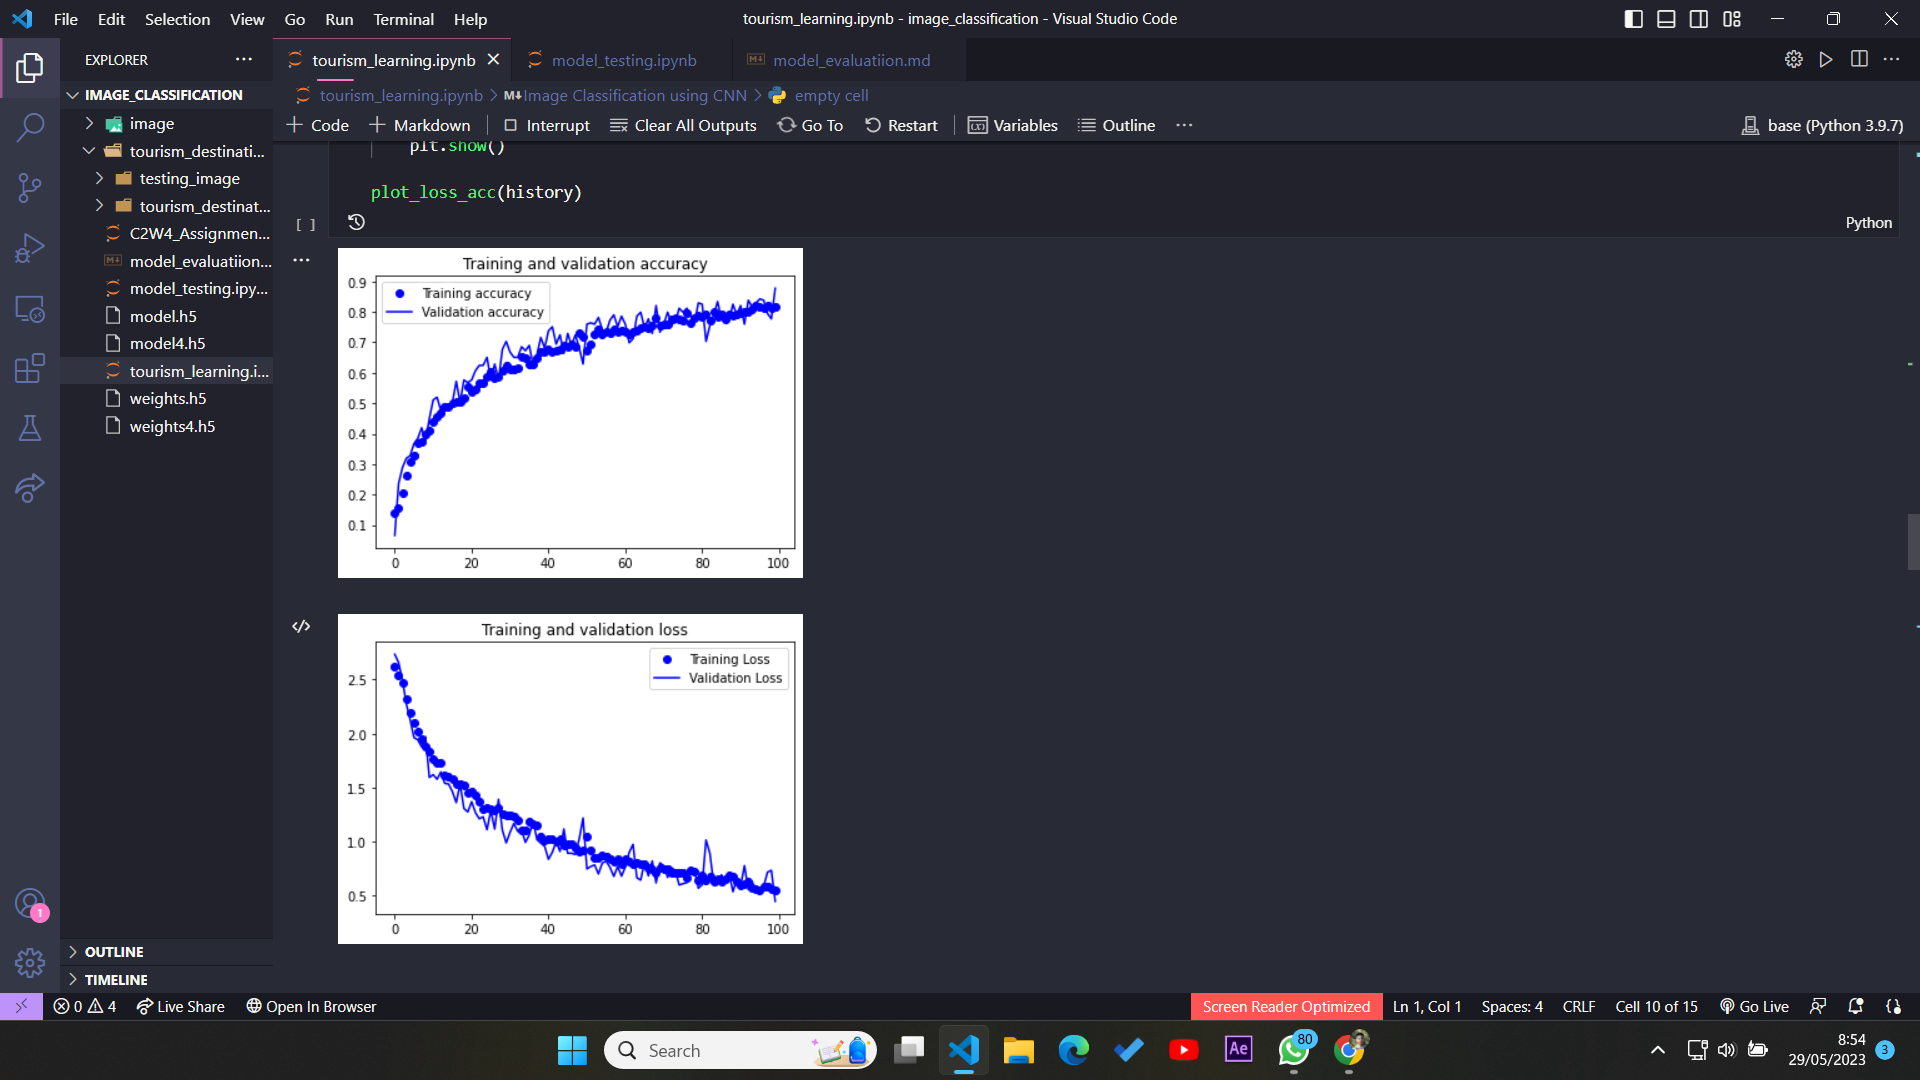 File Edit Selection View Go Run Terminal Help
tourism_learning.ipynb - image_classification - Visual Studio Code
EXPLORER
IMAGE_CLASSIFICATION
image
tourism_destinati...
testing_image
tourism_destinat...
C2W4_Assignmen...
model_evaluatiion...
model_testing.ipy...
model.h5
model4.h5
tourism_learning.i...
weights.h5
weights4.h5
OUTLINE
TIMELINE
1
tourism_learning.ipynb model_testing.ipynb M↓ model_evaluatiion.md
tourism_learning.ipynb > M↓Image Classification using CNN > empty cell
+ Code + Markdown Interrupt Clear All Outputs Go To Restart Variables Outline ...
base (Python 3.9.7)
plt.show()
plot_loss_acc(history)
[ ]
Python
Training and validation accuracy
Training accuracy
Validation accuracy
0.9
0.8
0.7
0.6
0.5
0.4
0.3
0.2
0.1
0 20 40 60 80 100
Training and validation loss
Training Loss
Validation Loss
2.5
2.0
1.5
1.0
0.5
0 20 40 60 80 100
0 4 Live Share Open In Browser
Screen Reader Optimized Ln 1, Col 1 Spaces: 4 CRLF Cell 10 of 15 Go Live
Search
Ae
80
8:54
29/05/2023
3